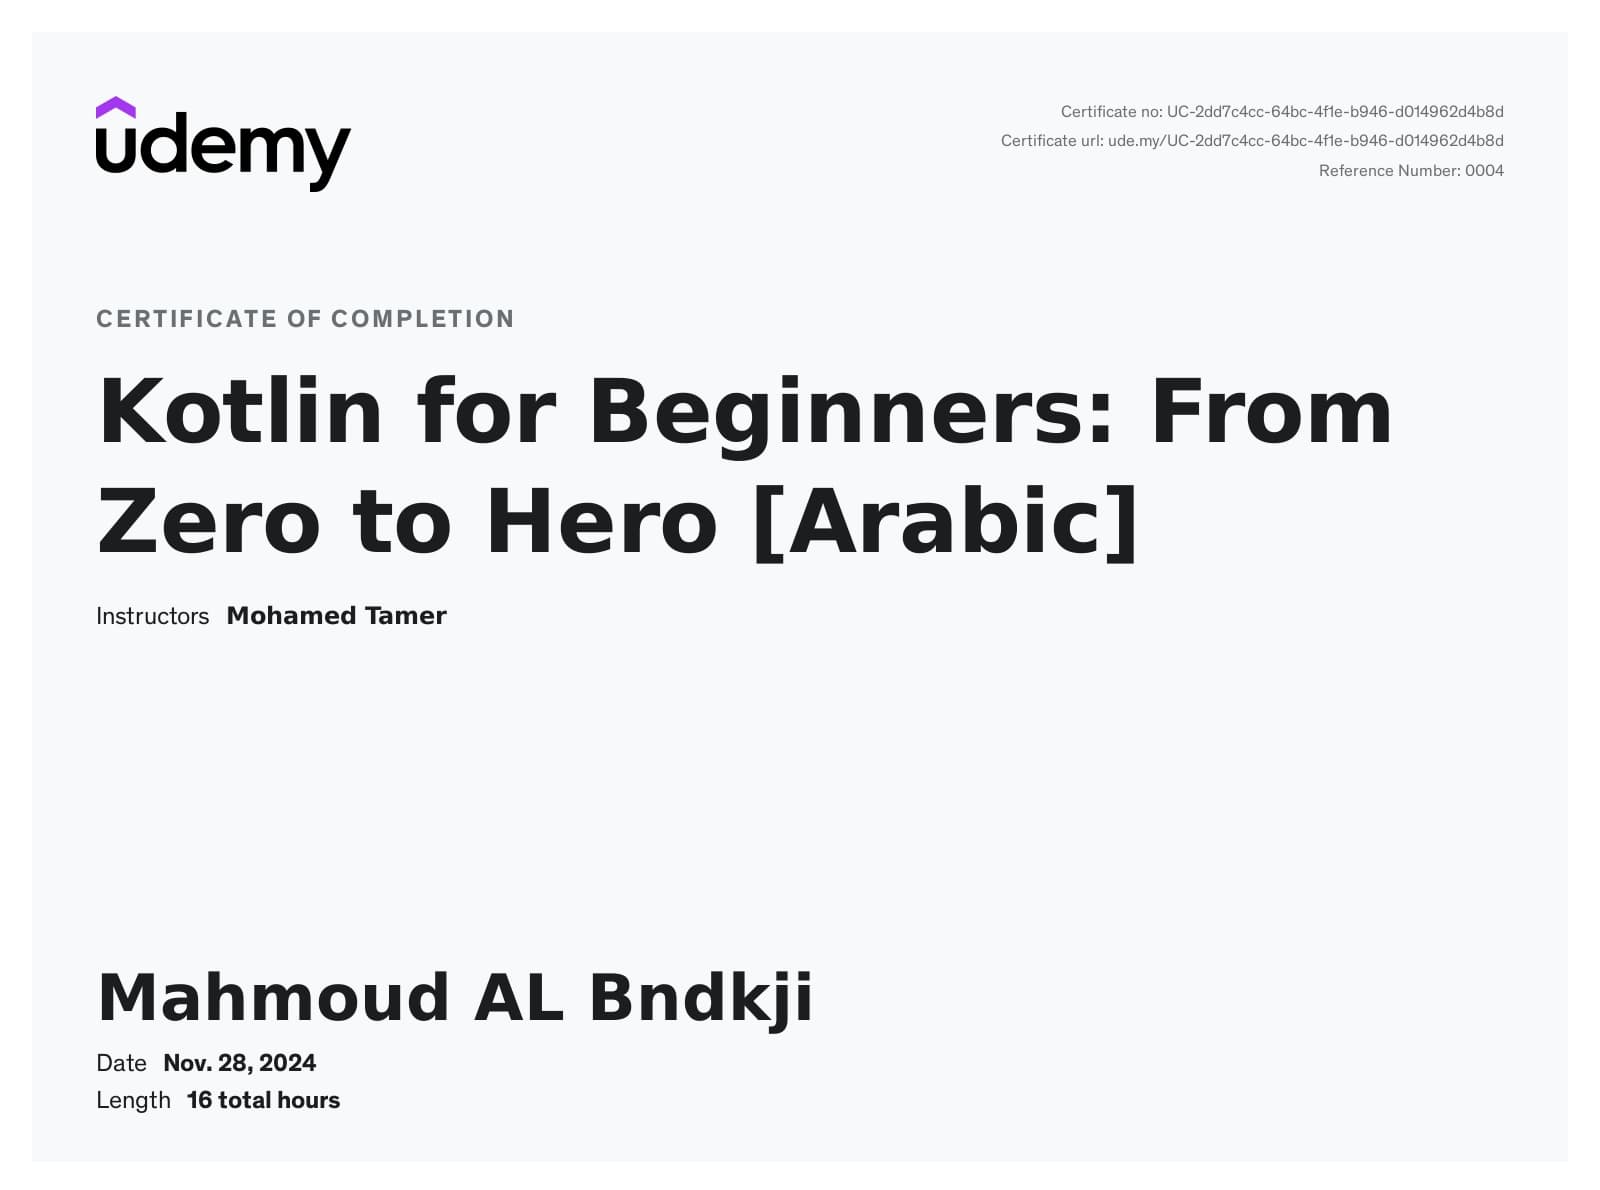 udemy
Certificate no: UC-2dd7c4cc-64bc-4f1e-b946-d014962d4b8d
Certificate url: ude.my/UC-2dd7c4cc-64bc-4f1e-b946-d014962d4b8d
Reference Number: 0004
CERTIFICATE OF COMPLETION
Kotlin for Beginners: From
Zero to Hero [Arabic]
Instructors Mohamed Tamer
Mahmoud AL Bndkji
Date Nov. 28, 2024
Length 16 total hours